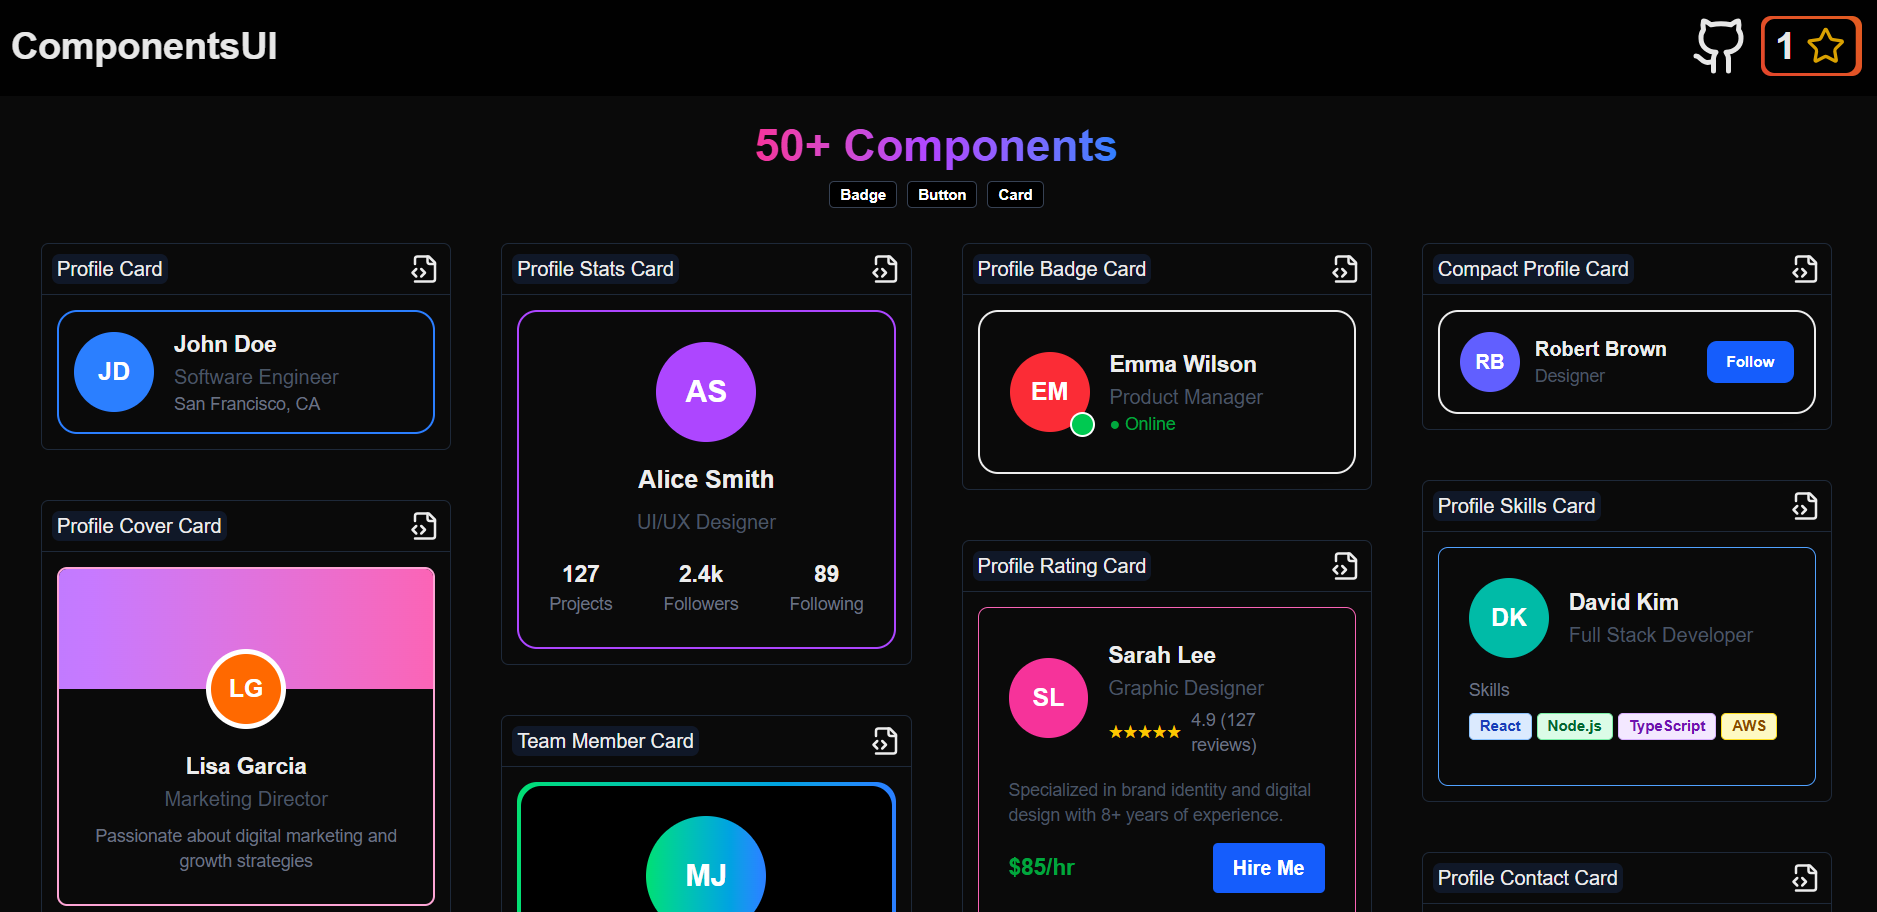 ComponentsUI
1
50+ Components
Badge
Button
Card
Profile Card
JD
John Doe
Software Engineer
San Francisco, CA
Profile Cover Card
LG
Lisa Garcia
Marketing Director
Passionate about digital marketing and
growth strategies
Profile Stats Card
AS
Alice Smith
UI/UX Designer
127
Projects
2.4k
Followers
89
Following
Team Member Card
MJ
Profile Badge Card
EM
Emma Wilson
Product Manager
● Online
Profile Rating Card
SL
Sarah Lee
Graphic Designer
★★★★★
4.9 (127
reviews)
Specialized in brand identity and digital
design with 8+ years of experience.
$85/hr
Hire Me
Compact Profile Card
RB
Robert Brown
Designer
Follow
Profile Skills Card
DK
David Kim
Full Stack Developer
Skills
React
Node.js
TypeScript
AWS
Profile Contact Card